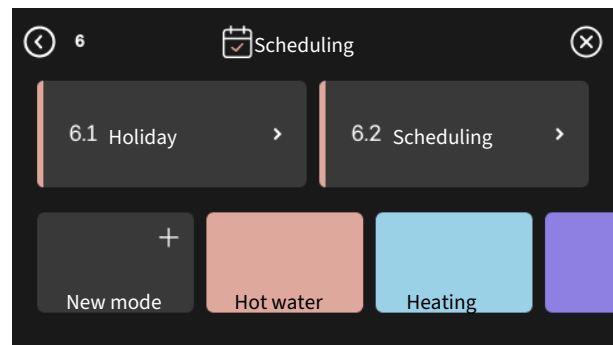 6 Scheduling
6.1 Holiday
6.2 Scheduling
New mode
Hot water
Heating